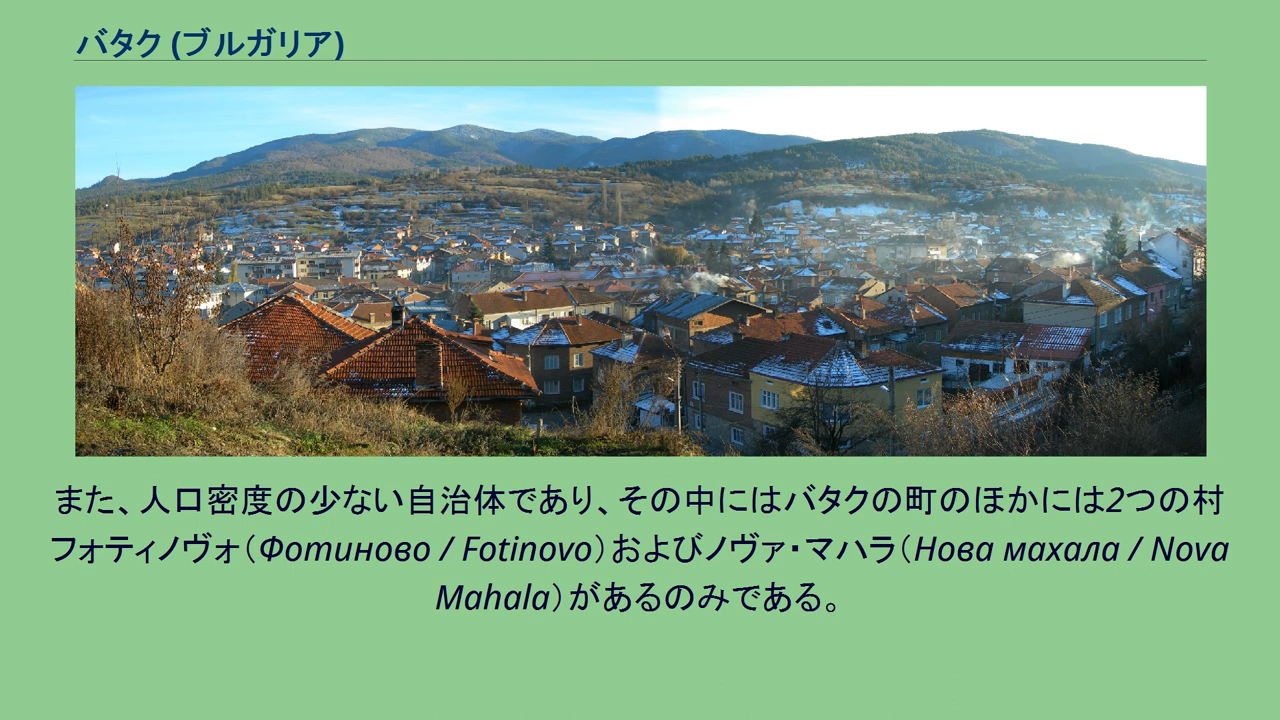 バタク (ブルガリア)
また、人口密度の少ない自治体であり、その中にはバタクの町のほかには2つの村
フォティノヴォ（Фотиново / Fotinovo）およびノヴァ・マハラ（Нова махала / Nova
Mahala）があるのみである。